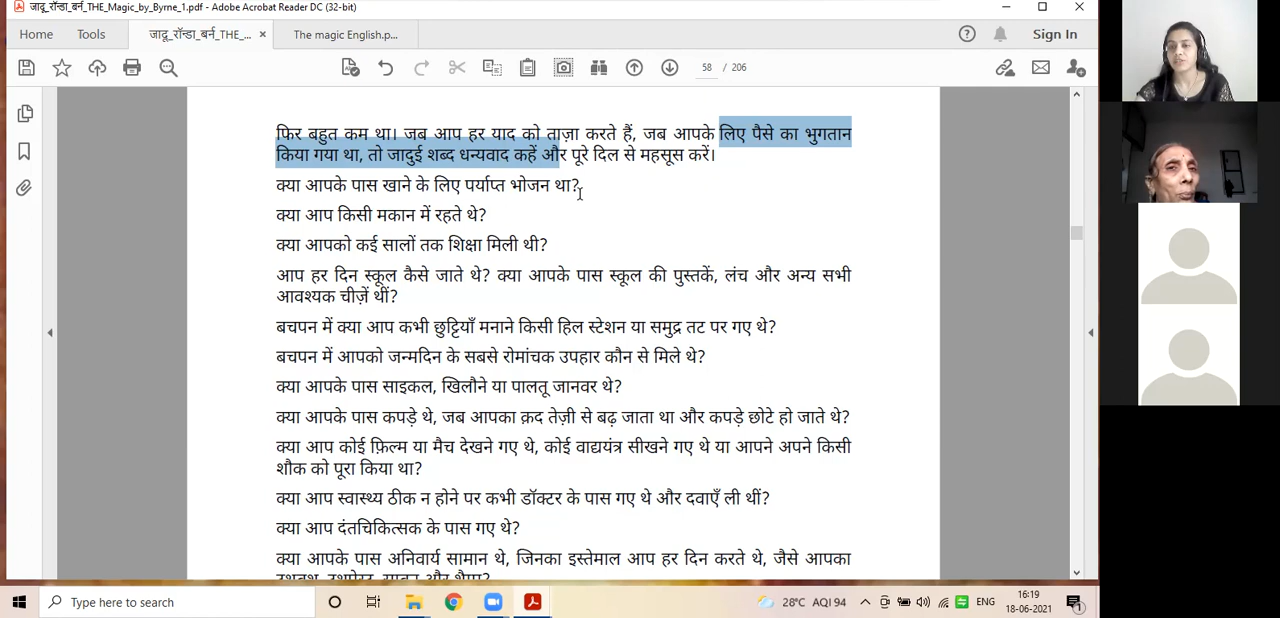 जादू_रॉन्डा_बर्न_THE_Magic_by_Byrne_1.pdf - Adobe Acrobat Reader DC (32-bit)
Home Tools जादू_रॉन्डा_बर्न_THE_... × The magic English.p... Sign In
58 / 206
फिर बहुत कम था। जब आप हर याद को ताज़ा करते हैं, जब आपके लिए पैसे का भुगतान
किया गया था, तो जादुई शब्द धन्यवाद कहें और पूरे दिल से महसूस करें।
क्या आपके पास खाने के लिए पर्याप्त भोजन था?
क्या आप किसी मकान में रहते थे?
क्या आपको कई सालों तक शिक्षा मिली थी?
आप हर दिन स्कूल कैसे जाते थे? क्या आपके पास स्कूल की पुस्तकें, लंच और अन्य सभी
आवश्यक चीज़ें थीं?
बचपन में क्या आप कभी छुट्टियाँ मनाने किसी हिल स्टेशन या समुद्र तट पर गए थे?
बचपन में आपको जन्मदिन के सबसे रोमांचक उपहार कौन से मिले थे?
क्या आपके पास साइकल, खिलौने या पालतू जानवर थे?
क्या आपके पास कपड़े थे, जब आपका क़द तेज़ी से बढ़ जाता था और कपड़े छोटे हो जाते थे?
क्या आप कोई फ़िल्म या मैच देखने गए थे, कोई वाद्ययंत्र सीखने गए थे या आपने अपने किसी
शौक को पूरा किया था?
क्या आप स्वास्थ्य ठीक न होने पर कभी डॉक्टर के पास गए थे और दवाएँ ली थीं?
क्या आप दंतचिकित्सक के पास गए थे?
क्या आपके पास अनिवार्य सामान थे, जिनका इस्तेमाल आप हर दिन करते थे, जैसे आपका
Type here to search 28°C AQI 94 ENG 16:19
18-06-2021